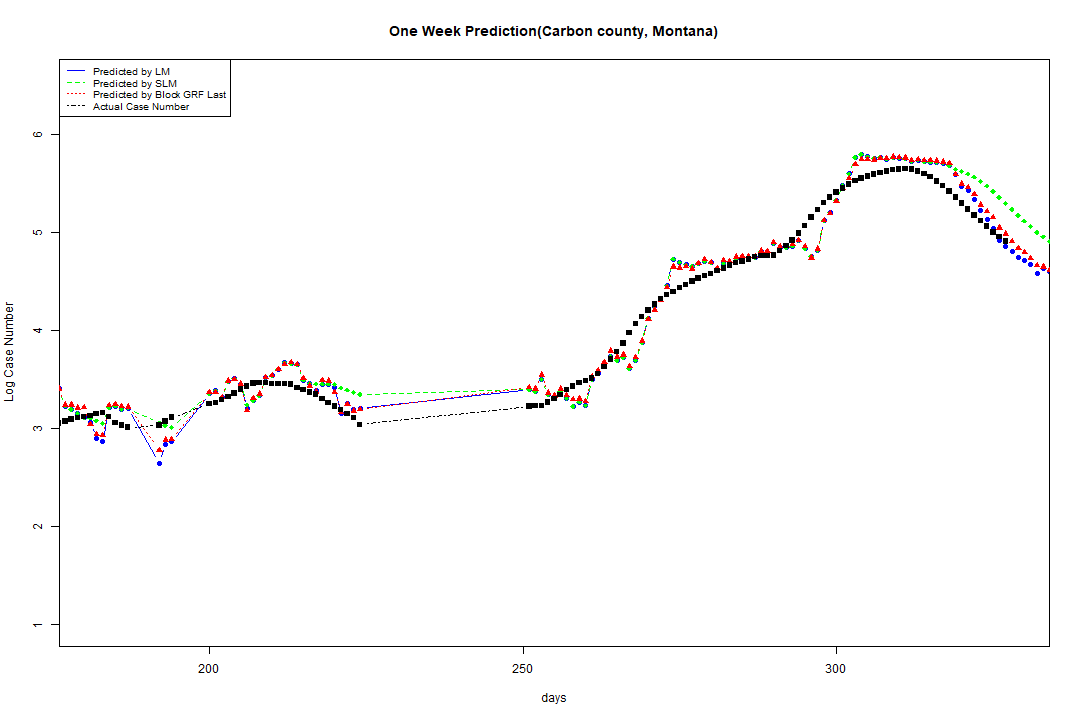 One Week Prediction(Carbon county, Montana)
Predicted by LM
Predicted by SLM
Predicted by Block GRF Last
Actual Case Number
6
5
4
3
2
1
Log Case Number
200 250 300
days